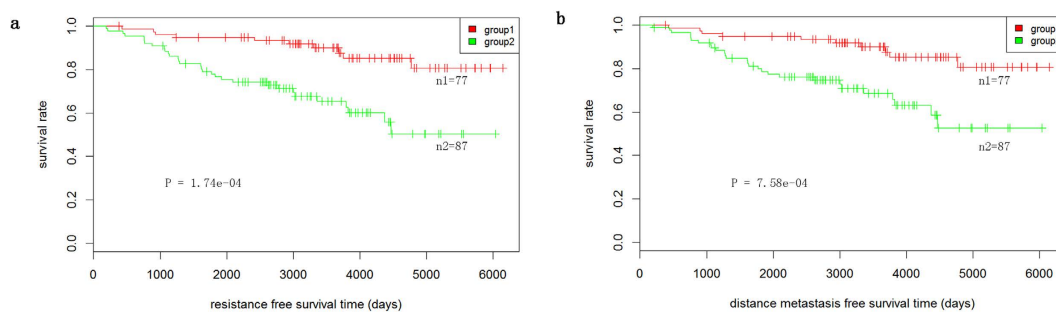 a
survival rate
1.0
0.8
0.6
0.4
0.2
0.0
group1
group2
n1=77
n2=87
P = 1.74e-04
0 1000 2000 3000 4000 5000 6000
resistance free survival time (days)
b
survival rate
1.0
0.8
0.6
0.4
0.2
0.0
group
group
n1=77
n2=87
P = 7.58e-04
0 1000 2000 3000 4000 5000 6000
distance metastasis free survival time (days)